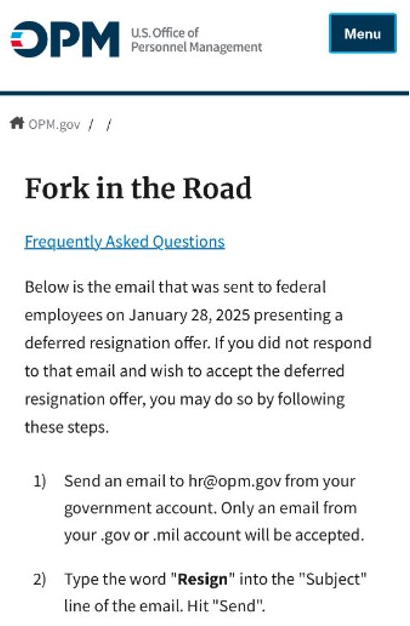 OPM
U.S. Office of
Personnel Management
Menu
OPM.gov / /
Fork in the Road
Frequently Asked Questions
Below is the email that was sent to federal
employees on January 28, 2025 presenting a
deferred resignation offer. If you did not respond
to that email and wish to accept the deferred
resignation offer, you may do so by following
these steps.
1) Send an email to hr@opm.gov from your
government account. Only an email from
your .gov or .mil account will be accepted.
2) Type the word "Resign" into the "Subject"
line of the email. Hit "Send".